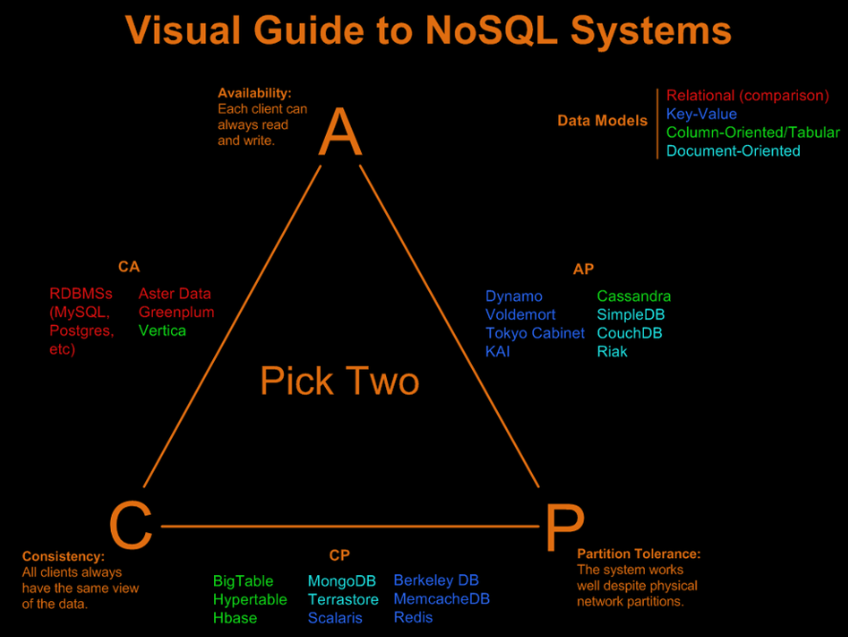 Visual Guide to NoSQL Systems
Availability:
Each client can
always read
and write.
A
Data Models
Relational (comparison)
Key-Value
Column-Oriented/Tabular
Document-Oriented
CA
RDBMSs
(MySQL,
Postgres,
etc)
Aster Data
Greenplum
Vertica
AP
Dynamo
Voldemort
Tokyo Cabinet
KAI
Cassandra
SimpleDB
CouchDB
Riak
Pick Two
C
P
Consistency:
All clients always
have the same view
of the data.
CP
BigTable
Hypertable
Hbase
MongoDB
Terrastore
Scalaris
Berkeley DB
MemcacheDB
Redis
Partition Tolerance:
The system works
well despite physical
network partitions.